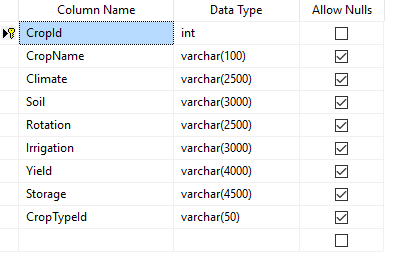 Column Name Data Type Allow Nulls
CropId int
CropName varchar(100)
Climate varchar(2500)
Soil varchar(3000)
Rotation varchar(2500)
Irrigation varchar(3000)
Yield varchar(4000)
Storage varchar(4500)
CropTypeId varchar(50)